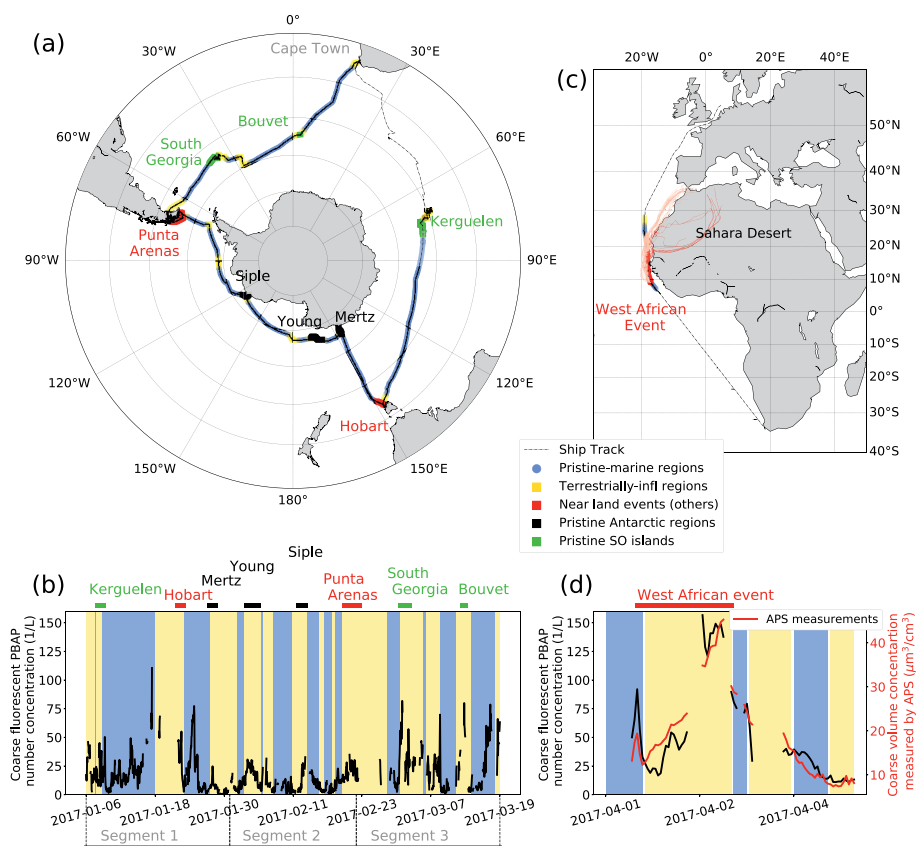 (a)
0°
Cape Town
30°W
30°E
Bouvet
60°W
South
Georgia
60°E
Kerguelen
Punta
Arenas
90°W
90°E
Siple
Young
Mertz
120°W
120°E
Hobart
150°W
150°E
180°
(c)
20°W 0°E 20°E 40°E
50°N
40°N
30°N
Sahara Desert
20°N
10°N
West African
Event
0°N
10°S
20°S
30°S
40°S
Ship Track
Pristine-marine regions
Terrestrially-infl regions
Near land events (others)
Pristine Antarctic regions
Pristine SO islands
(b)
Kerguelen
Hobart
Mertz
Young
Siple
Punta
Arenas
South
Georgia
Bouvet
Coarse fluorescent PBAP
number concentration (1/L)
150
125
100
75
50
25
0
2017-01-06
2017-01-18
2017-01-30
2017-02-11
2017-02-23
2017-03-07
2017-03-19
Segment 1
Segment 2
Segment 3
(d)
West African event
APS measurements
Coarse fluorescent PBAP
number concentration (1/L)
150
125
100
75
50
25
0
40
30
20
10
Coarse volume concentartion
measured by APS (μm³/cm³)
2017-04-01
2017-04-02
2017-04-04